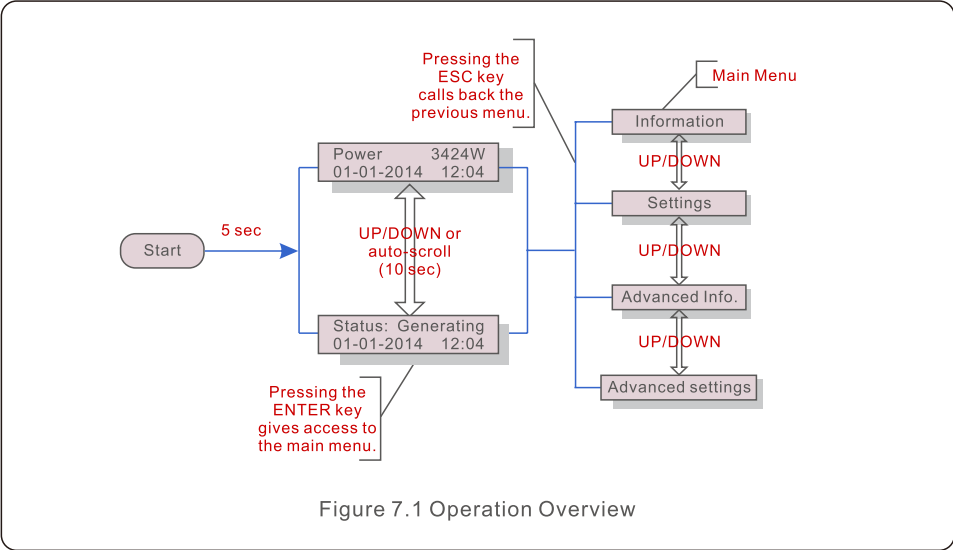 Pressing the
ESC key
calls back the
previous menu.
Main Menu
Information
UP/DOWN
Settings
UP/DOWN
Advanced Info.
UP/DOWN
Advanced settings
Power 3424W
01-01-2014 12:04
5 sec
Start
UP/DOWN or
auto-scroll
(10 sec)
Status: Generating
01-01-2014 12:04
Pressing the
ENTER key
gives access to
the main menu.
Figure 7.1 Operation Overview